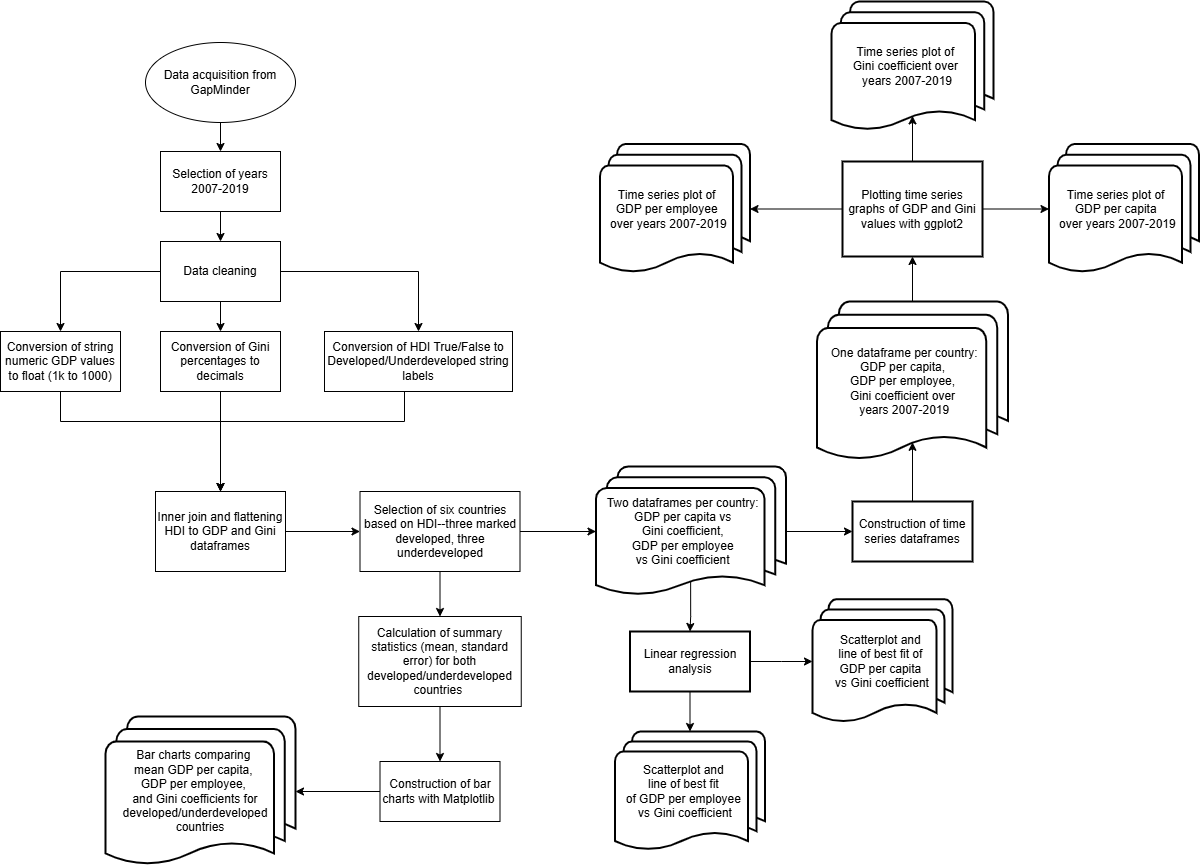 Data acquisition from
GapMinder
Selection of years
2007-2019
Data cleaning
Conversion of string
numeric GDP values
to float (1k to 1000)
Conversion of Gini
percentages to
decimals
Conversion of HDI True/False to
Developed/Underdeveloped string
labels
Inner join and flattening
HDI to GDP and Gini
dataframes
Selection of six countries
based on HDI--three marked
developed, three
underdeveloped
Calculation of summary
statistics (mean, standard
error) for both
developed/underdeveloped
countries
Construction of bar
charts with Matplotlib
Bar charts comparing
mean GDP per capita,
GDP per employee,
and Gini coefficients for
developed/underdeveloped
countries
Two dataframes per country:
GDP per capita vs
Gini coefficient,
GDP per employee
vs Gini coefficient
Linear regression
analysis
Scatterplot and
line of best fit of
GDP per capita
vs Gini coefficient
Scatterplot and
line of best fit
of GDP per employee
vs Gini coefficient
Construction of time
series dataframes
One dataframe per country:
GDP per capita,
GDP per employee,
Gini coefficient over
years 2007-2019
Plotting time series
graphs of GDP and Gini
values with ggplot2
Time series plot of
GDP per employee
over years 2007-2019
Time series plot of
Gini coefficient over
years 2007-2019
Time series plot of
GDP per capita
over years 2007-2019